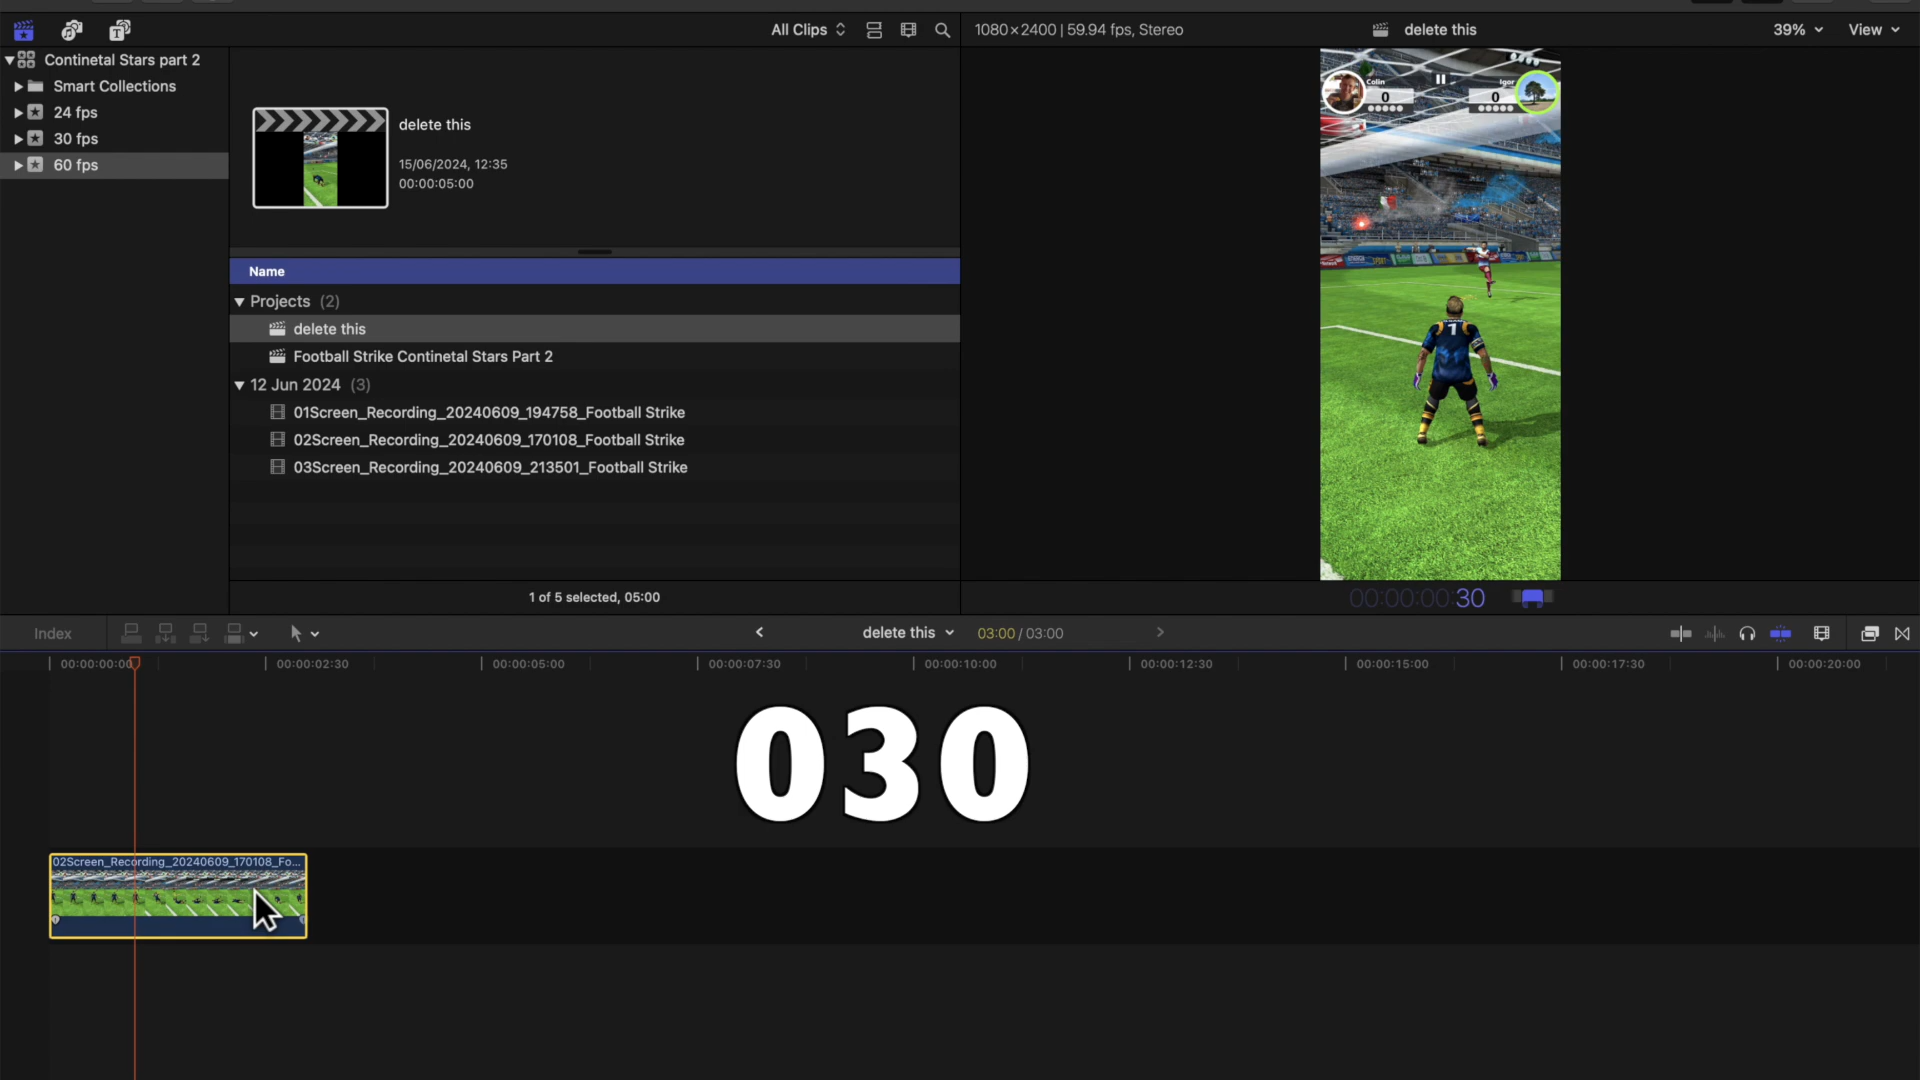 All Clips
1080×2400 | 59.94 fps, Stereo
delete this
39%
View
Continetal Stars part 2
Smart Collections
24 fps
30 fps
60 fps
delete this
15/06/2024, 12:35
00:00:05:00
Name
Projects (2)
delete this
Football Strike Continetal Stars Part 2
12 Jun 2024 (3)
01Screen_Recording_20240609_194758_Football Strike
02Screen_Recording_20240609_170108_Football Strike
03Screen_Recording_20240609_213501_Football Strike
1 of 5 selected, 05:00
Colin
0
Igor
0
1
00:00:00:30
Index
delete this
03:00 / 03:00
00:00:00:00
00:00:02:30
00:00:05:00
00:00:07:30
00:00:10:00
00:00:12:30
00:00:15:00
00:00:17:30
00:00:20:00
030
02Screen_Recording_20240609_170108_Fo...